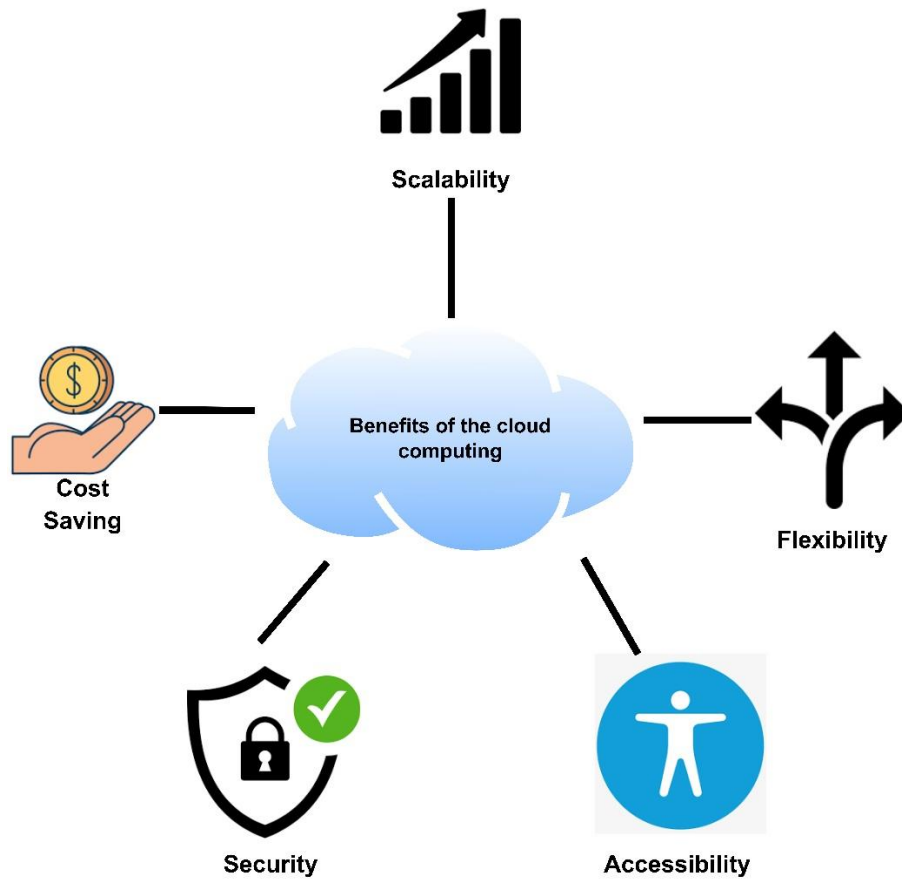 Scalability
Benefits of the cloud
computing
Cost
Saving
Flexibility
Security
Accessibility
$